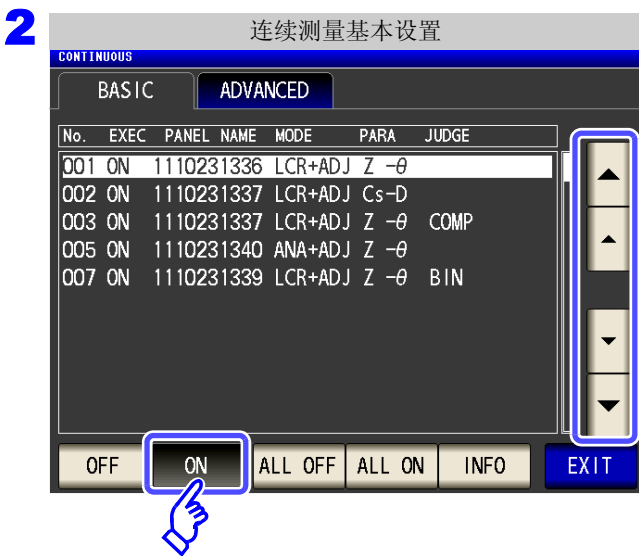 2
连续测量基本设置
CONTINUOUS
BASIC ADVANCED
No. EXEC PANEL NAME MODE PARA JUDGE
001 ON 1110231336 LCR+ADJ Z -θ
002 ON 1110231337 LCR+ADJ Cs-D
003 ON 1110231337 LCR+ADJ Z -θ COMP
005 ON 1110231340 ANA+ADJ Z -θ
007 ON 1110231339 LCR+ADJ Z -θ BIN
OFF ON ALL OFF ALL ON INFO EXIT